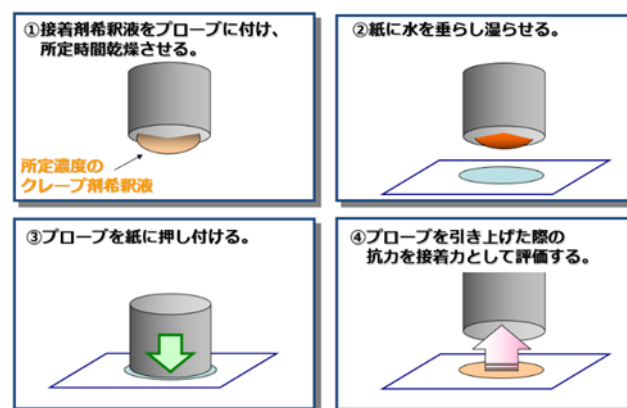 ①接着剤希釈液をプローブに付け、
所定時間乾燥させる。
所定濃度の
クレープ剤希釈液
②紙に水を垂らし湿らせる。
③プローブを紙に押し付ける。
④プローブを引き上げた際の
抗力を接着力として評価する。